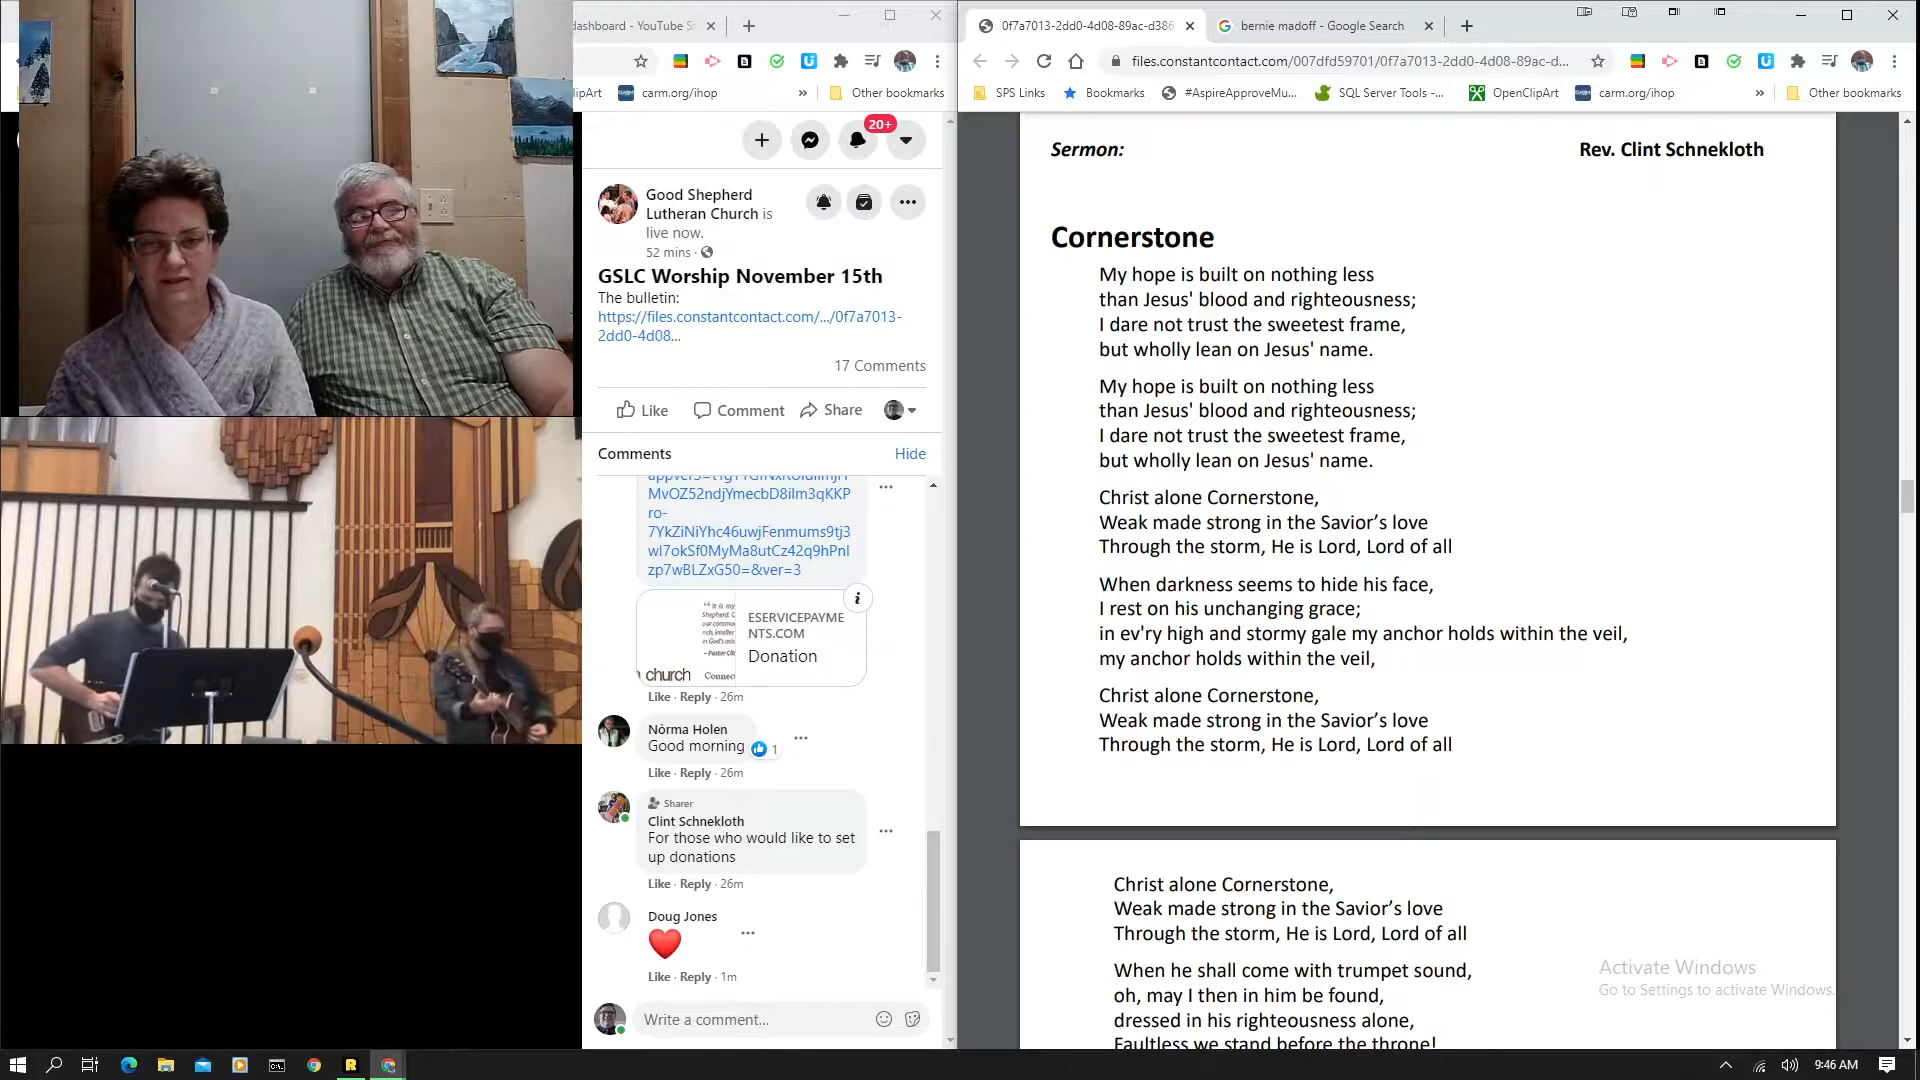 dashboard - YouTube S
0f7a7013-2dd0-4d08-89ac-d386
bernie madoff - Google Search
files.constantcontact.com/007dfd59701/0f7a7013-2dd0-4d08-89ac-d...
lipArt
carm.org/ihop
»
Other bookmarks
SPS Links
Bookmarks
#AspireApproveMu...
SQL Server Tools -...
OpenClipArt
carm.org/ihop
»
Other bookmarks
20+
Good Shepherd
Lutheran Church is
live now.
52 mins ·
GSLC Worship November 15th
The bulletin:
https://files.constantcontact.com/.../0f7a7013-
2dd0-4d08...
17 Comments
Like
Comment
Share
Comments
Hide
MvOZ52ndjYmecbD8iIm3qKKP
ro-
7YkZiNiYhc46uwjFenmums9tj3
wl7okSf0MyMa8utCz42q9hPnI
zp7wBLZxG50=&ver=3
church
Connec
ESERVICEPAYME
NTS.COM
Donation
Like · Reply · 26m
Nòrma Holen
Good morning
1
Like · Reply · 26m
Sharer
Clint Schnekloth
For those who would like to set
up donations
Like · Reply · 26m
Doug Jones
Like · Reply · 1m
Write a comment...
Sermon:
Rev. Clint Schnekloth
Cornerstone
My hope is built on nothing less
than Jesus' blood and righteousness;
I dare not trust the sweetest frame,
but wholly lean on Jesus' name.
My hope is built on nothing less
than Jesus' blood and righteousness;
I dare not trust the sweetest frame,
but wholly lean on Jesus' name.
Christ alone Cornerstone,
Weak made strong in the Savior’s love
Through the storm, He is Lord, Lord of all
When darkness seems to hide his face,
I rest on his unchanging grace;
in ev'ry high and stormy gale my anchor holds within the veil,
my anchor holds within the veil,
Christ alone Cornerstone,
Weak made strong in the Savior’s love
Through the storm, He is Lord, Lord of all
Christ alone Cornerstone,
Weak made strong in the Savior’s love
Through the storm, He is Lord, Lord of all
When he shall come with trumpet sound,
oh, may I then in him be found,
dressed in his righteousness alone,
Faultless we stand before the throne!
Activate Windows
Go to Settings to activate Windows.
9:46 AM